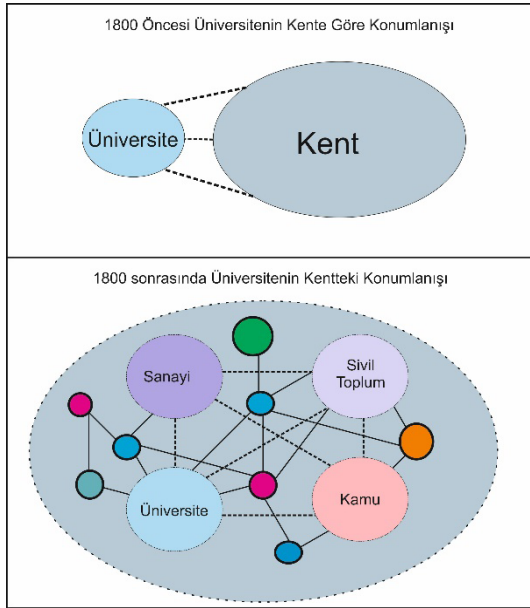 1800 Öncesi Üniversitenin Kente Göre Konumlanışı
Üniversite
Kent
1800 sonrasında Üniversitenin Kentteki Konumlanışı
Sanayi
Sivil
Toplum
Üniversite
Kamu